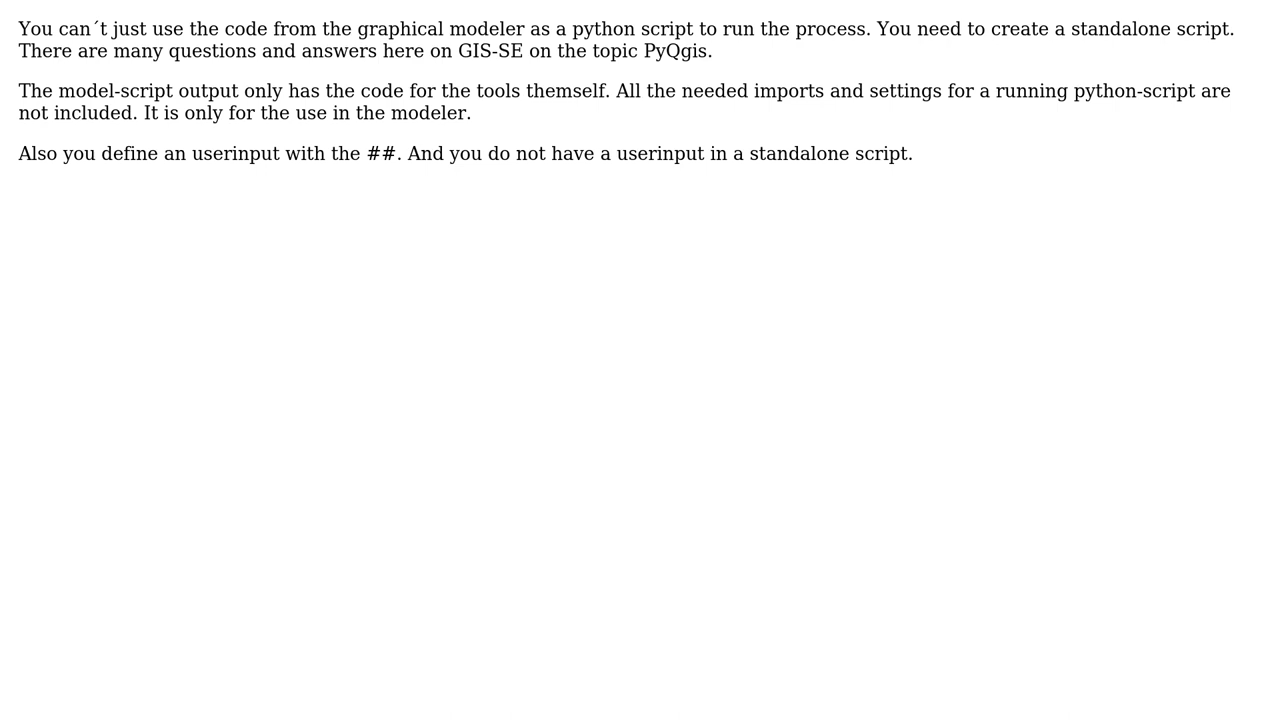 You can´t just use the code from the graphical modeler as a python script to run the process. You need to create a standalone script.
There are many questions and answers here on GIS-SE on the topic PyQgis.
The model-script output only has the code for the tools themself. All the needed imports and settings for a running python-script are
not included. It is only for the use in the modeler.
Also you define an userinput with the ##. And you do not have a userinput in a standalone script.